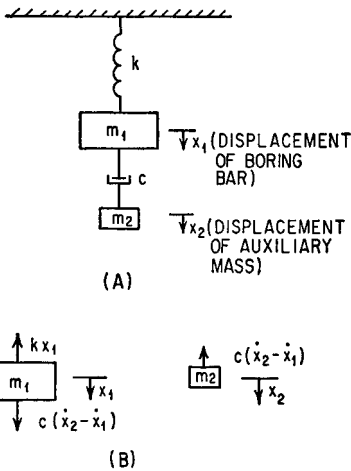 k
m₁
x₁ (DISPLACEMENT
OF BORING
BAR)
c
m₂
x₂ (DISPLACEMENT
OF AUXILIARY
MASS)
(A)
kx₁
m₁
x₁
c(ẋ₂-ẋ₁)
c(ẋ₂-ẋ₁)
m₂
x₂
(B)